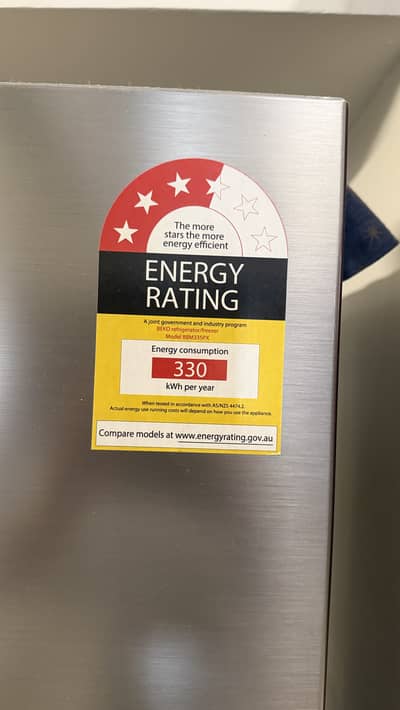 The more
stars the more
energy efficient
ENERGY
RATING
A joint government and industry program
BEKO refrigerator/freezer
Model BBM335PX
Energy consumption
330
kWh per year
When tested in accordance with AS/NZS 4474.2.
Actual energy use running costs will depend on how you use the appliance.
Compare models at www.energyrating.gov.au